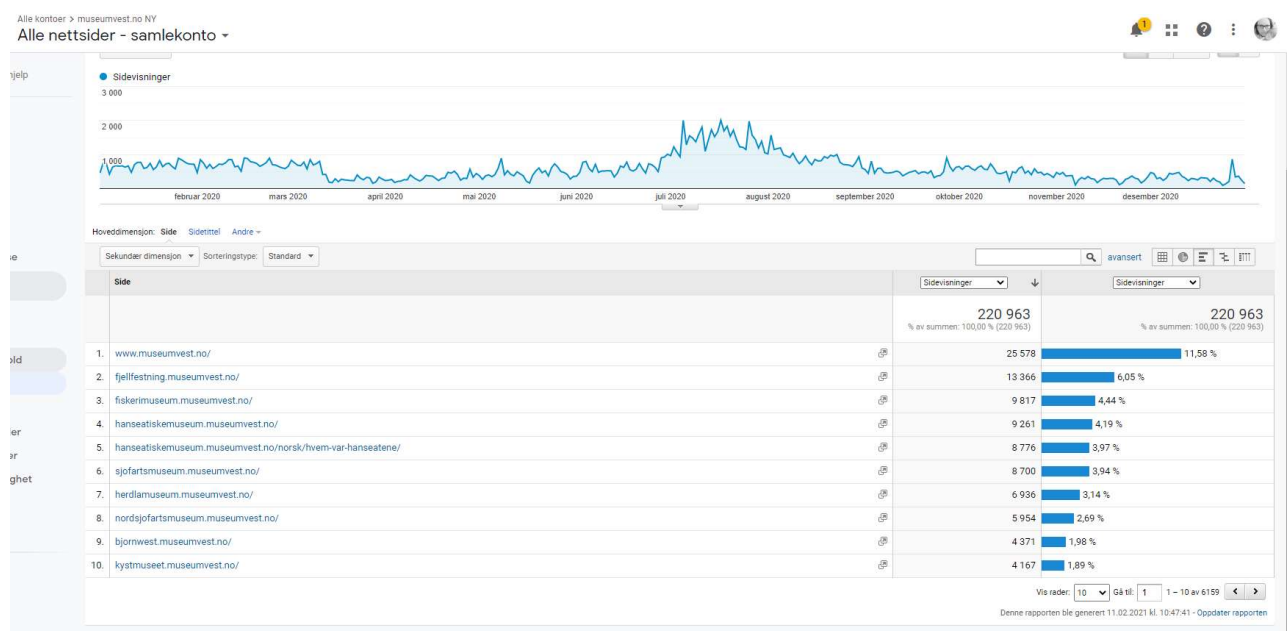 Alle kontoer > museumvest.no NY
Alle nettsider - samlekonto
1
hjelp
Sidevisninger
3 000
2 000
1 000
februar 2020 mars 2020 april 2020 mai 2020 juni 2020 juli 2020 august 2020 september 2020 oktober 2020 november 2020 desember 2020
Hoveddimensjon: Side Sidetittel Andre
Sekundær dimensjon Sorteringstype: Standard avansert
Side Sidevisninger Sidevisninger
220 963 220 963
% av summen: 100,00 % (220 963) % av summen: 100,00 % (220 963)
1. www.museumvest.no/ 25 578 11,58 %
2. fjellfestning.museumvest.no/ 13 366 6,05 %
3. fiskerimuseum.museumvest.no/ 9 817 4,44 %
4. hanseatiskemuseum.museumvest.no/ 9 261 4,19 %
5. hanseatiskemuseum.museumvest.no/norsk/hvem-var-hanseatene/ 8 776 3,97 %
6. sjofartsmuseum.museumvest.no/ 8 700 3,94 %
7. herdlamuseum.museumvest.no/ 6 936 3,14 %
8. nordsjofartsmuseum.museumvest.no/ 5 954 2,69 %
9. bjornwest.museumvest.no/ 4 371 1,98 %
10. kystmuseet.museumvest.no/ 4 167 1,89 %
Vis rader: 10 Gå til: 1 1 – 10 av 6159
Denne rapporten ble generert 11.02.2021 kl. 10:47:41 - Oppdater rapporten